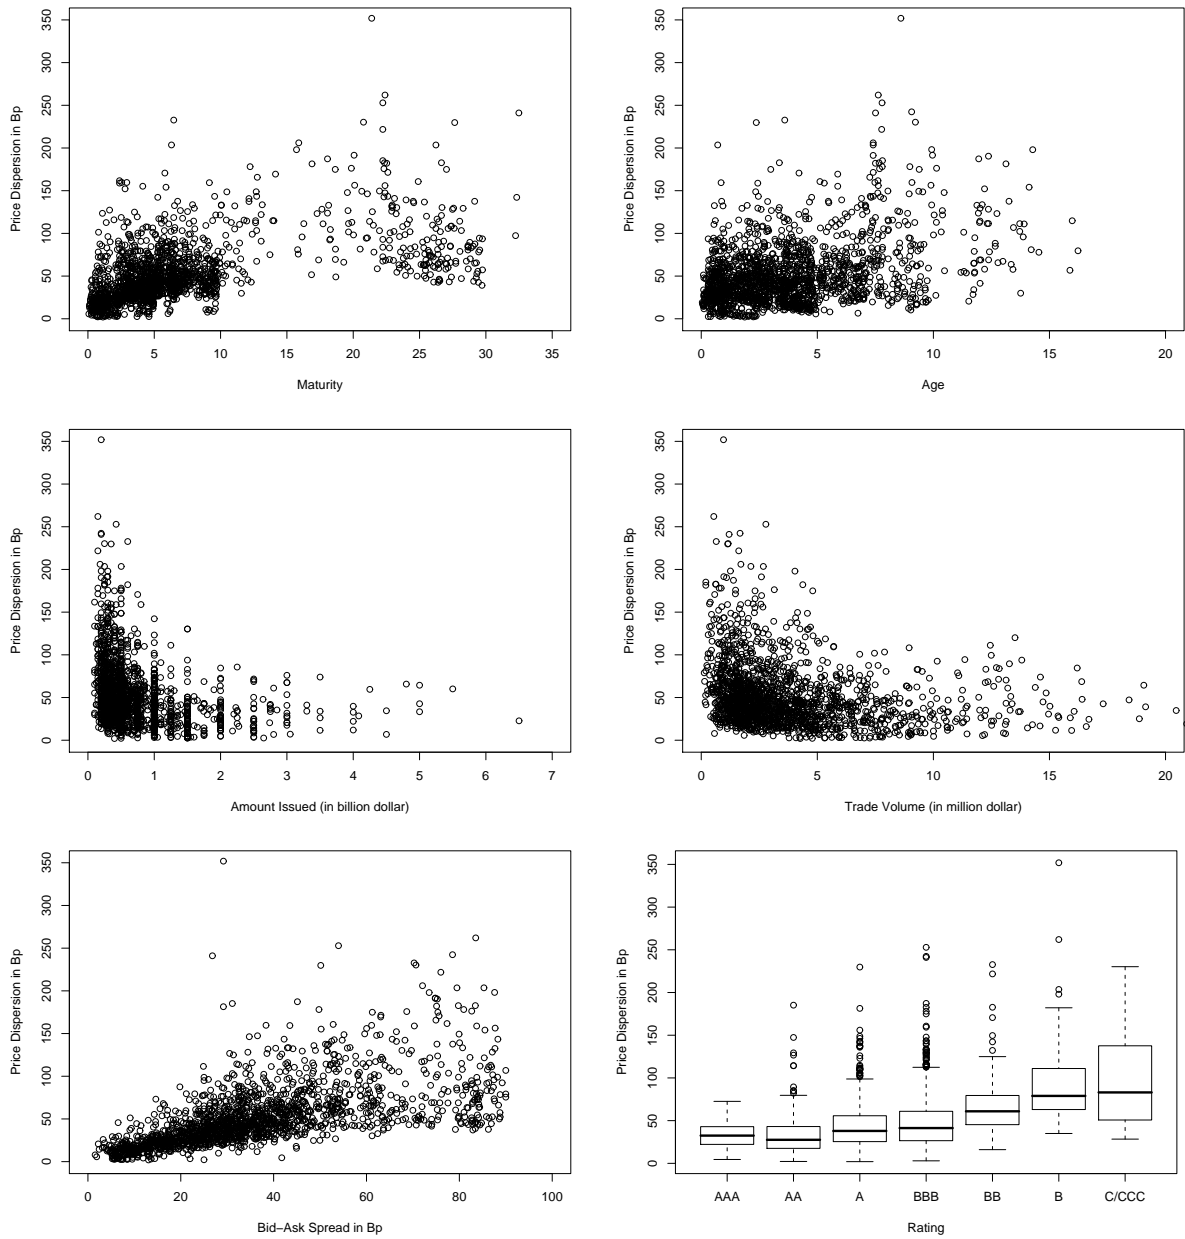 350
300
250
200
150
100
50
0
Price Dispersion in Bp
0 5 10 15 20 25 30 35
Maturity
350
300
250
200
150
100
50
0
Price Dispersion in Bp
0 5 10 15 20
Age
350
300
250
200
150
100
50
0
Price Dispersion in Bp
0 1 2 3 4 5 6 7
Amount Issued (in billion dollar)
350
300
250
200
150
100
50
0
Price Dispersion in Bp
0 5 10 15 20
Trade Volume (in million dollar)
350
300
250
200
150
100
50
0
Price Dispersion in Bp
0 20 40 60 80 100
Bid−Ask Spread in Bp
350
300
250
200
150
100
50
0
Price Dispersion in Bp
AAA AA A BBB BB B C/CCC
Rating